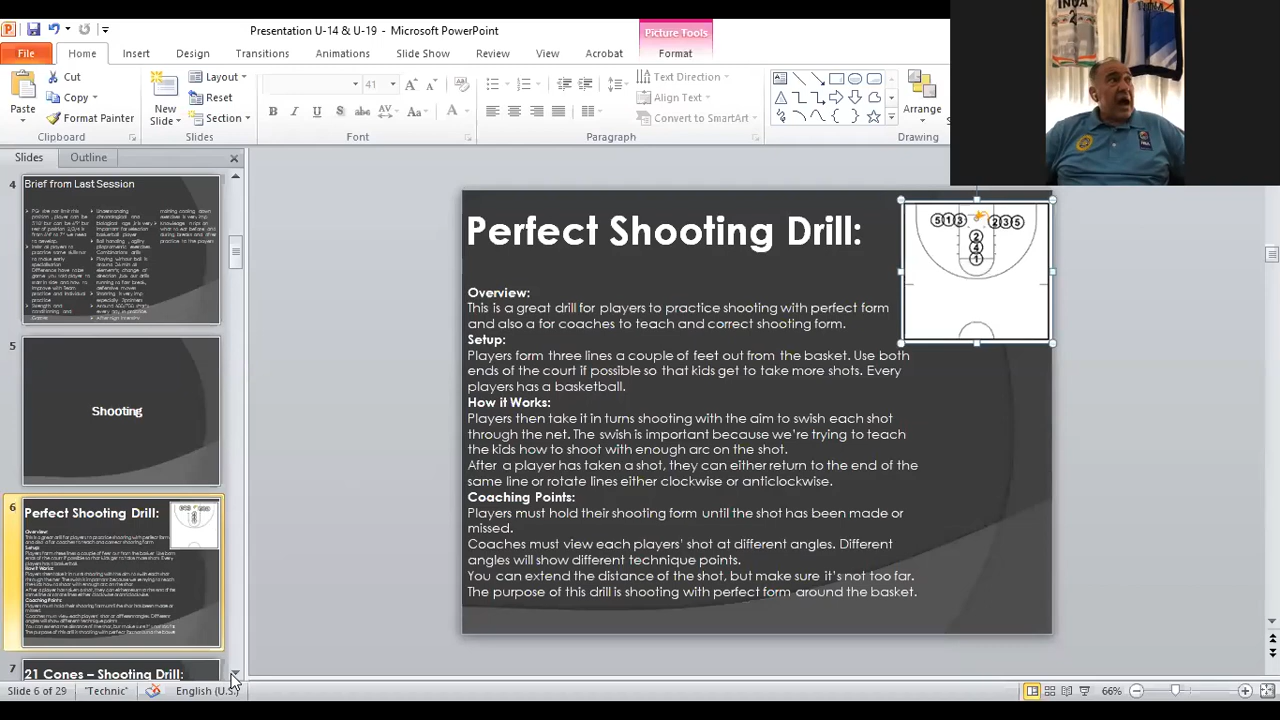 Presentation U-14 & U-19 - Microsoft PowerPoint
Picture Tools
File Home Insert Design Transitions Animations Slide Show Review View Acrobat Format
Cut
Copy
Format Painter
Paste
Clipboard
New Slide
Layout
Reset
Section
Slides
41
Font
Text Direction
Align Text
Convert to SmartArt
Paragraph
Arrange
Drawing
INDIA
Slides Outline
4
Brief from Last Session
5
Shooting
6
Perfect Shooting Drill:
7
21 Cones – Shooting Drill:
Perfect Shooting Drill:
5 1 3 2 3 5
2
4
1
Overview:
This is a great drill for players to practice shooting with perfect form
and also a for coaches to teach and correct shooting form.
Setup:
Players form three lines a couple of feet out from the basket. Use both
ends of the court if possible so that kids get to take more shots. Every
players has a basketball.
How it Works:
Players then take it in turns shooting with the aim to swish each shot
through the net. The swish is important because we're trying to teach
the kids how to shoot with enough arc on the shot.
After a player has taken a shot, they can either return to the end of the
same line or rotate lines either clockwise or anticlockwise.
Coaching Points:
Players must hold their shooting form until the shot has been made or
missed.
Coaches must view each players' shot at different angles. Different
angles will show different technique points.
You can extend the distance of the shot, but make sure it's not too far.
The purpose of this drill is shooting with perfect form around the basket.
Slide 6 of 29 "Technic" English (U.S.) 66%